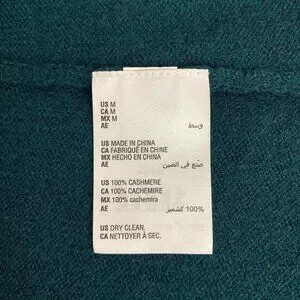 US M
CA M
MX M
AE وسط
US MADE IN CHINA
CA FABRIQUÉ EN CHINE
MX HECHO EN CHINA
AE صنع في الصين
US 100% CASHMERE
CA 100% CACHEMIRE
MX 100% cachemira
AE 100% كشمير
US DRY CLEAN.
CA NETTOYER À SEC.